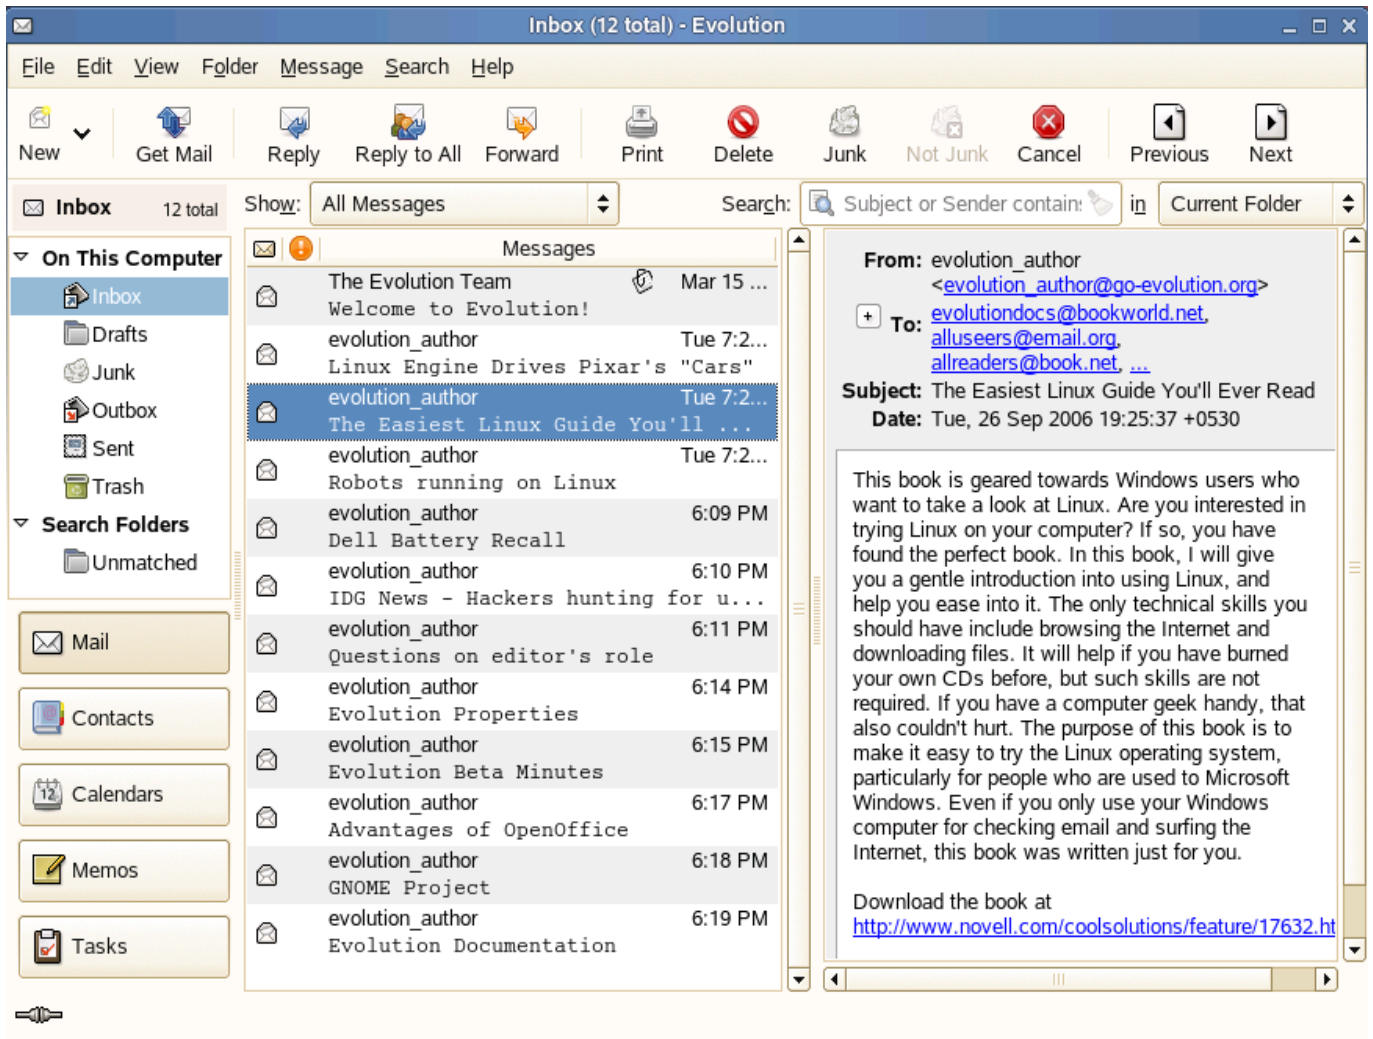 Inbox (12 total) - Evolution
File Edit View Folder Message Search Help
New Get Mail Reply Reply to All Forward Print Delete Junk Not Junk Cancel Previous Next
Inbox 12 total
Show: All Messages Search: Subject or Sender contain: in Current Folder
On This Computer
Inbox
Drafts
Junk
Outbox
Sent
Trash
Search Folders
Unmatched
Mail
Contacts
12
Calendars
Memos
Tasks
Messages
The Evolution Team Mar 15 ...
Welcome to Evolution!
evolution_author Tue 7:2...
Linux Engine Drives Pixar's "Cars"
evolution_author Tue 7:2...
The Easiest Linux Guide You'll ...
evolution_author Tue 7:2...
Robots running on Linux
evolution_author 6:09 PM
Dell Battery Recall
evolution_author 6:10 PM
IDG News - Hackers hunting for u...
evolution_author 6:11 PM
Questions on editor's role
evolution_author 6:14 PM
Evolution Properties
evolution_author 6:15 PM
Evolution Beta Minutes
evolution_author 6:17 PM
Advantages of OpenOffice
evolution_author 6:18 PM
GNOME Project
evolution_author 6:19 PM
Evolution Documentation
From: evolution_author
<evolution_author@go-evolution.org>
To: evolutiondocs@bookworld.net,
alluseers@email.org,
allreaders@book.net, ...
Subject: The Easiest Linux Guide You'll Ever Read
Date: Tue, 26 Sep 2006 19:25:37 +0530
This book is geared towards Windows users who
want to take a look at Linux. Are you interested in
trying Linux on your computer? If so, you have
found the perfect book. In this book, I will give
you a gentle introduction into using Linux, and
help you ease into it. The only technical skills you
should have include browsing the Internet and
downloading files. It will help if you have burned
your own CDs before, but such skills are not
required. If you have a computer geek handy, that
also couldn't hurt. The purpose of this book is to
make it easy to try the Linux operating system,
particularly for people who are used to Microsoft
Windows. Even if you only use your Windows
computer for checking email and surfing the
Internet, this book was written just for you.
Download the book at
http://www.novell.com/coolsolutions/feature/17632.ht